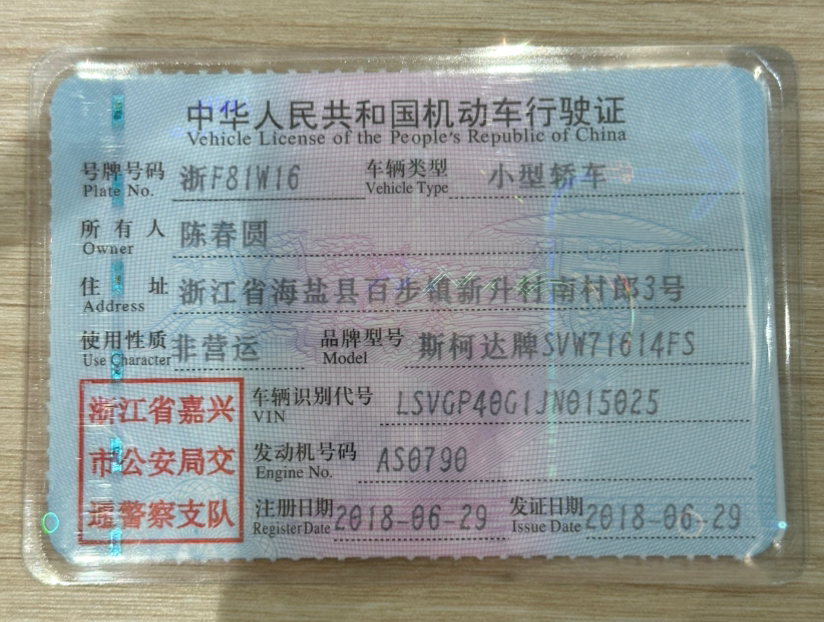 中华人民共和国机动车行驶证
Vehicle License of the People's Republic of China
号牌号码 浙F81W16 车辆类型 小型轿车
Plate No. Vehicle Type
所有人 陈春圆
Owner
住址 浙江省海盐县百步镇新升村南村郎3号
Address
使用性质 非营运 品牌型号 斯柯达牌SVW71614FS
Use Character Model
浙江省嘉兴
市公安局交
通警察支队
车辆识别代号 LSVGP40G1JN015025
VIN
发动机号码 AS0790
Engine No.
注册日期 2018-06-29 发证日期 2018-06-29
Register Date Issue Date